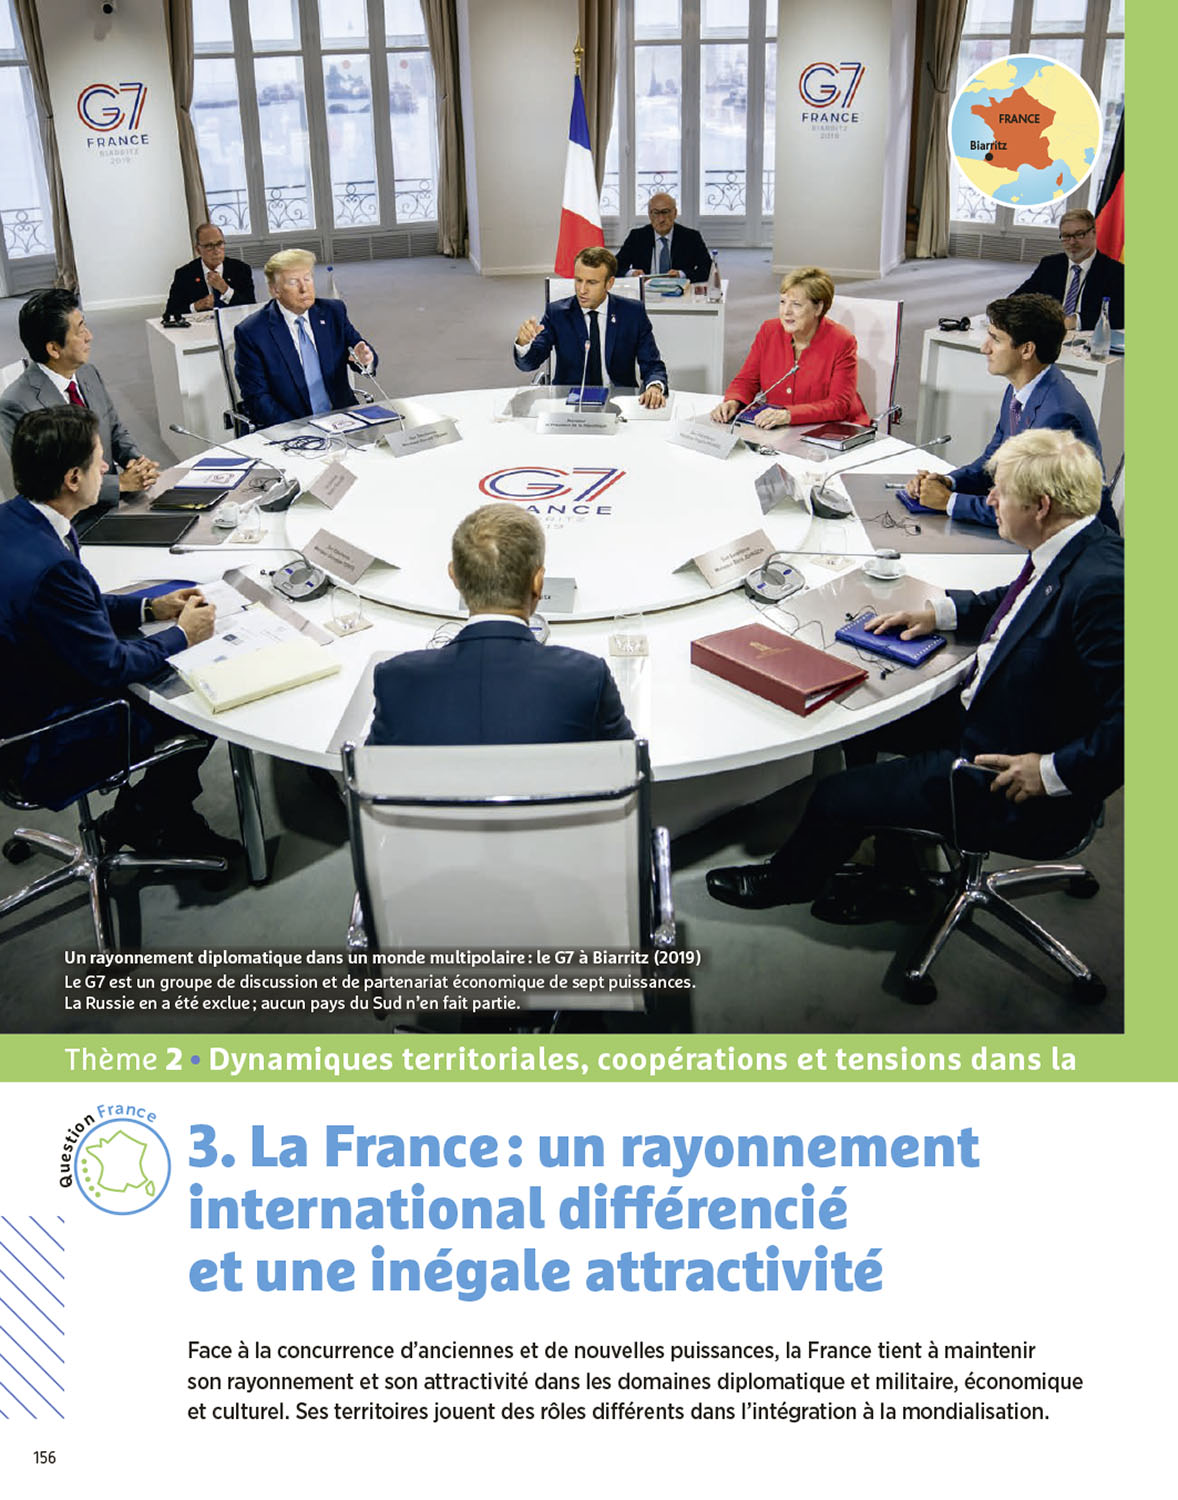 G7
FRANCE
BIARRITZ
2019
G7
FRANCE
BIARRITZ
2019
FRANCE
Biarritz
G7
FRANCE
Un rayonnement diplomatique dans un monde multipolaire : le G7 à Biarritz (2019)
Le G7 est un groupe de discussion et de partenariat économique de sept puissances.
La Russie en a été exclue ; aucun pays du Sud n’en fait partie.
Thème 2 • Dynamiques territoriales, coopérations et tensions dans la
Question France
3. La France : un rayonnement
international différencié
et une inégale attractivité
Face à la concurrence d’anciennes et de nouvelles puissances, la France tient à maintenir
son rayonnement et son attractivité dans les domaines diplomatique et militaire, économique
et culturel. Ses territoires jouent des rôles différents dans l’intégration à la mondialisation.
156